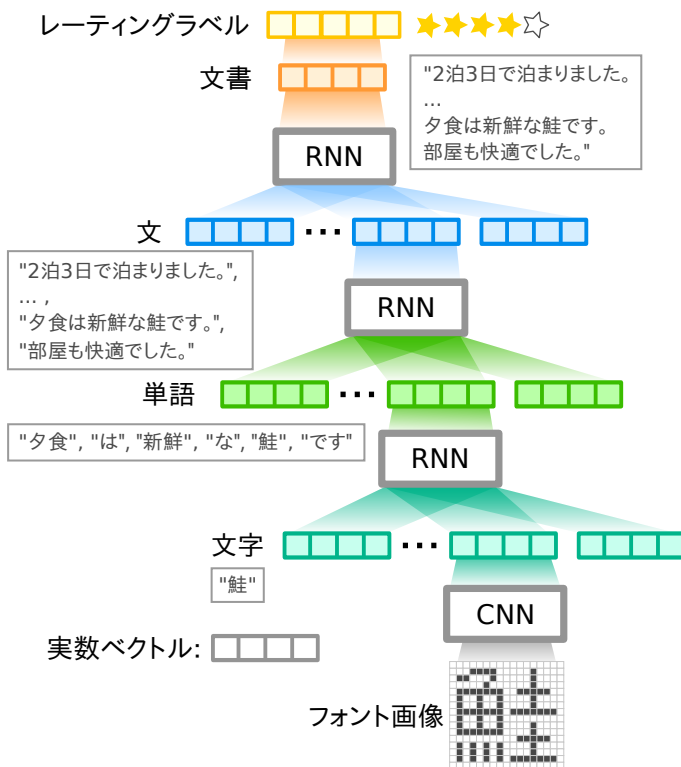 レーティングラベル
文書
"2泊3日で泊まりました。
...
夕食は新鮮な鮭です。
部屋も快適でした。"
RNN
文
...
"2泊3日で泊まりました。",
... ,
"夕食は新鮮な鮭です。",
"部屋も快適でした。"
RNN
単語
...
"夕食", "は", "新鮮", "な", "鮭", "です"
RNN
文字
...
"鮭"
CNN
実数ベクトル:
フォント画像
鮭